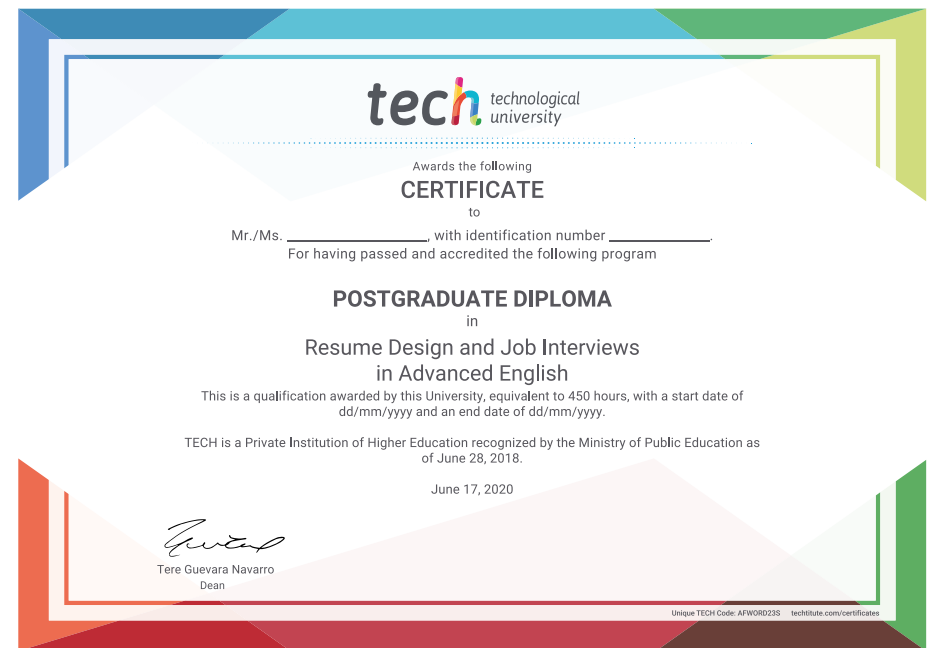 tech technological
university
Awards the following
CERTIFICATE
to
Mr./Ms. ____________________, with identification number ______________.
For having passed and accredited the following program
POSTGRADUATE DIPLOMA
in
Resume Design and Job Interviews
in Advanced English
This is a qualification awarded by this University, equivalent to 450 hours, with a start date of
dd/mm/yyyy and an end date of dd/mm/yyyy.
TECH is a Private Institution of Higher Education recognized by the Ministry of Public Education as
of June 28, 2018.
June 17, 2020
Tere Guevara Navarro
Dean
Unique TECH Code: AFWORD23S techtitute.com/certificates